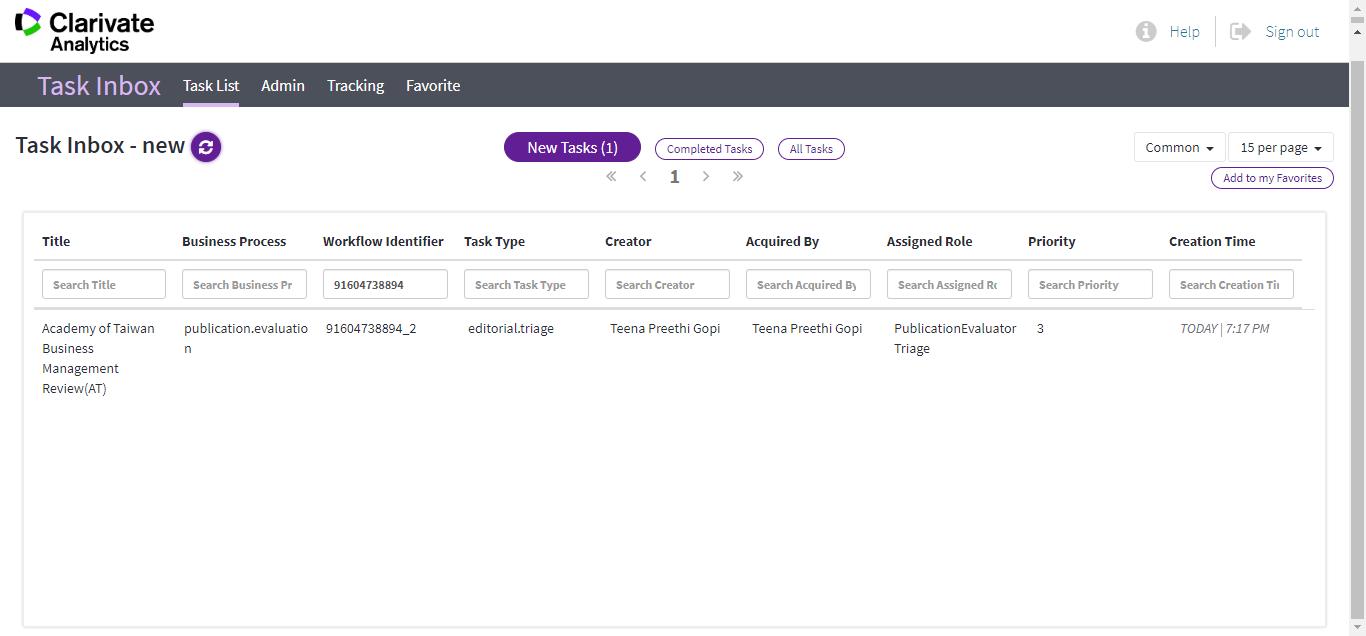 Clarivate
Analytics
Help
Sign out
Task Inbox
Task List
Admin
Tracking
Favorite
Task Inbox - new
New Tasks (1)
Completed Tasks
All Tasks
Common
15 per page
« ‹ 1 › »
Add to my Favorites
Title
Business Process
Workflow Identifier
Task Type
Creator
Acquired By
Assigned Role
Priority
Creation Time
Search Title
Search Business Pr
91604738894
Search Task Type
Search Creator
Search Acquired By
Search Assigned Ro
Search Priority
Search Creation Tin
Academy of Taiwan
Business
Management
Review(AT)
publication.evaluatio
n
91604738894_2
editorial.triage
Teena Preethi Gopi
Teena Preethi Gopi
PublicationEvaluator
Triage
3
TODAY | 7:17 PM